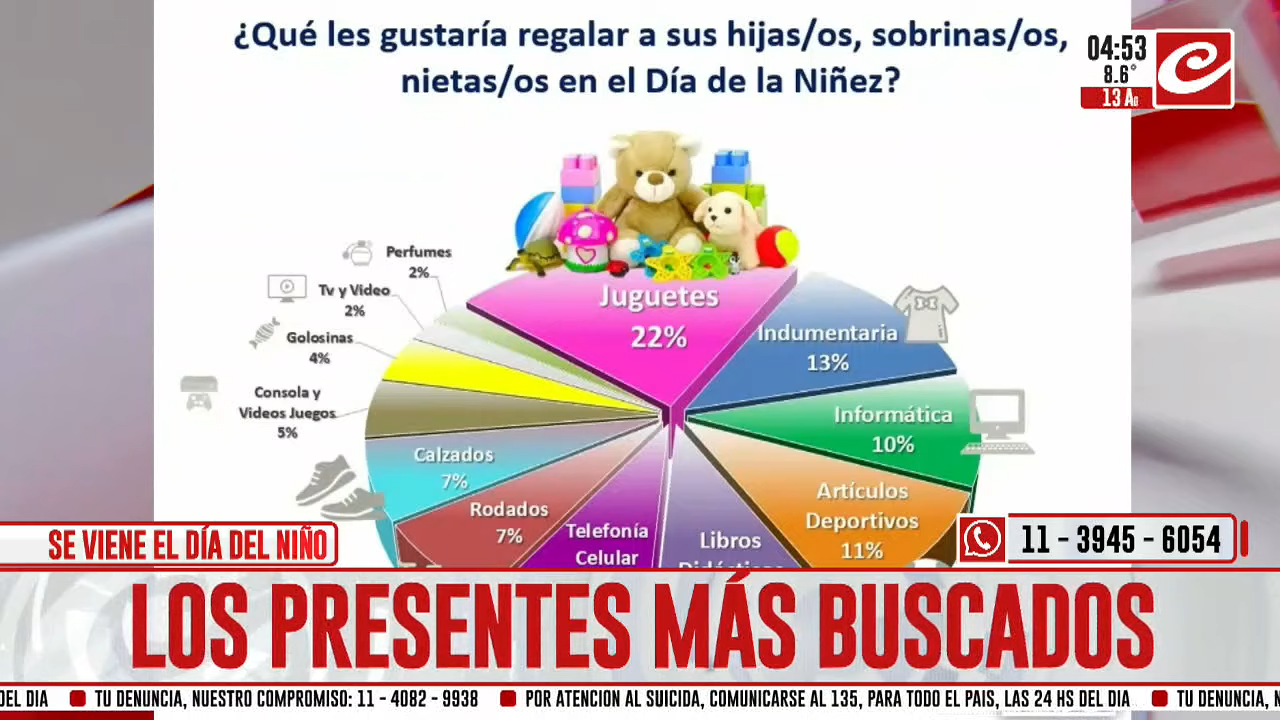 ¿Qué les gustaría regalar a sus hijas/os, sobrinas/os,
nietas/os en el Día de la Niñez?
04:53
8.6°
13 Ag
Perfumes
2%
Tv y Video
2%
Golosinas
4%
Consola y
Videos Juegos
5%
Calzados
7%
Rodados
7%
Telefonía
Celular
Libros
Juguetes
22%
Indumentaria
13%
Informática
10%
Artículos
Deportivos
11%
SE VIENE EL DÍA DEL NIÑO
11 - 3945 - 6054
LOS PRESENTES MÁS BUSCADOS
DEL DIA TU DENUNCIA, NUESTRO COMPROMISO: 11 - 4082 - 9938 POR ATENCION AL SUICIDA, COMUNICARSE AL 135, PARA TODO EL PAIS, LAS 24 HS DEL DIA TU DENUNCIA, N